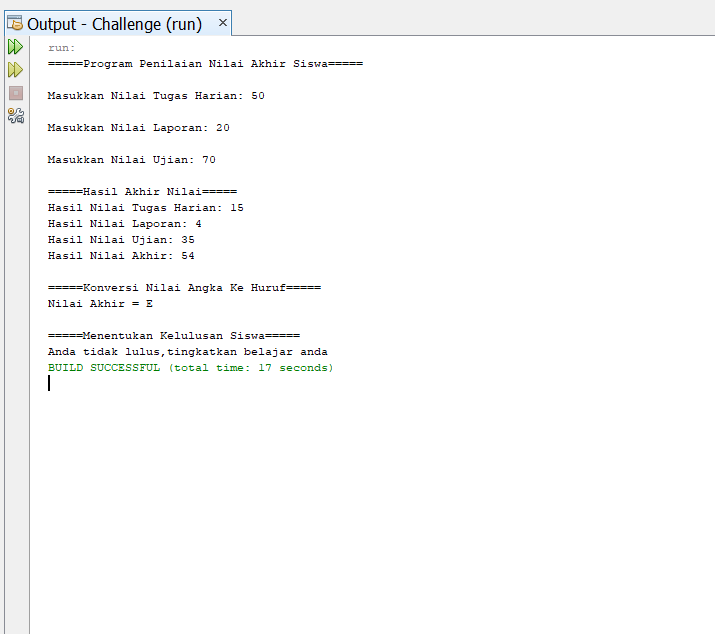 Output - Challenge (run) ×
run:
=====Program Penilaian Nilai Akhir Siswa=====
Masukkan Nilai Tugas Harian: 50
Masukkan Nilai Laporan: 20
Masukkan Nilai Ujian: 70
=====Hasil Akhir Nilai=====
Hasil Nilai Tugas Harian: 15
Hasil Nilai Laporan: 4
Hasil Nilai Ujian: 35
Hasil Nilai Akhir: 54
=====Konversi Nilai Angka Ke Huruf=====
Nilai Akhir = E
=====Menentukan Kelulusan Siswa=====
Anda tidak lulus,tingkatkan belajar anda
BUILD SUCCESSFUL (total time: 17 seconds)